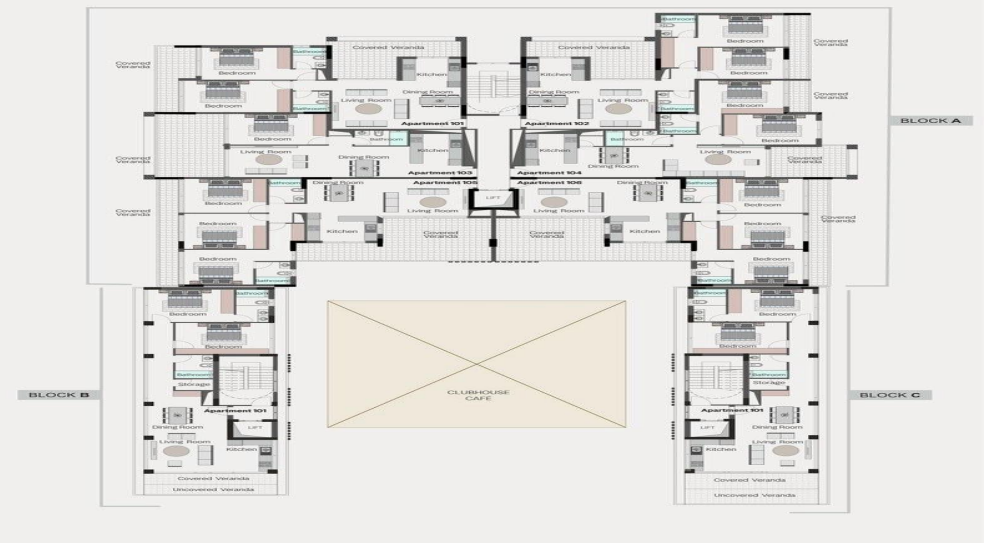 Bathroom
Bedroom
Covered
Veranda
Covered Veranda
Covered Veranda
Bathroom
Bedroom
Covered
Veranda
Kitchen
Kitchen
Bedroom
Bedroom
Bathroom
Living Room
Dining Room
Dining Room
Living Room
Bathroom
Bedroom
Covered
Veranda
Bedroom
Apartment 101
Apartment 102
Bathroom
Bedroom
BLOCK A
Bathroom
Kitchen
Kitchen
Bathroom
Covered
Veranda
Living Room
Dining Room
Dining Room
Living Room
Covered
Veranda
Apartment 103
Apartment 104
Bedroom
Bathroom
Dining Room
Apartment 105
Apartment 106
Dining Room
Bathroom
Bedroom
LIFT
Covered
Veranda
Living Room
Living Room
Covered
Veranda
Bedroom
Kitchen
Covered
Veranda
Covered
Veranda
Kitchen
Bedroom
Bedroom
Bathroom
Bathroom
Bedroom
Bathroom
Bedroom
Bathroom
Bedroom
Bedroom
Bedroom
Bathroom
Storage
Bathroom
Storage
BLOCK B
CLUBHOUSE
CAFÉ
BLOCK C
Apartment 101
Apartment 101
Dining Room
LIFT
LIFT
Dining Room
Living Room
Kitchen
Kitchen
Living Room
Covered Veranda
Uncovered Veranda
Covered Veranda
Uncovered Veranda